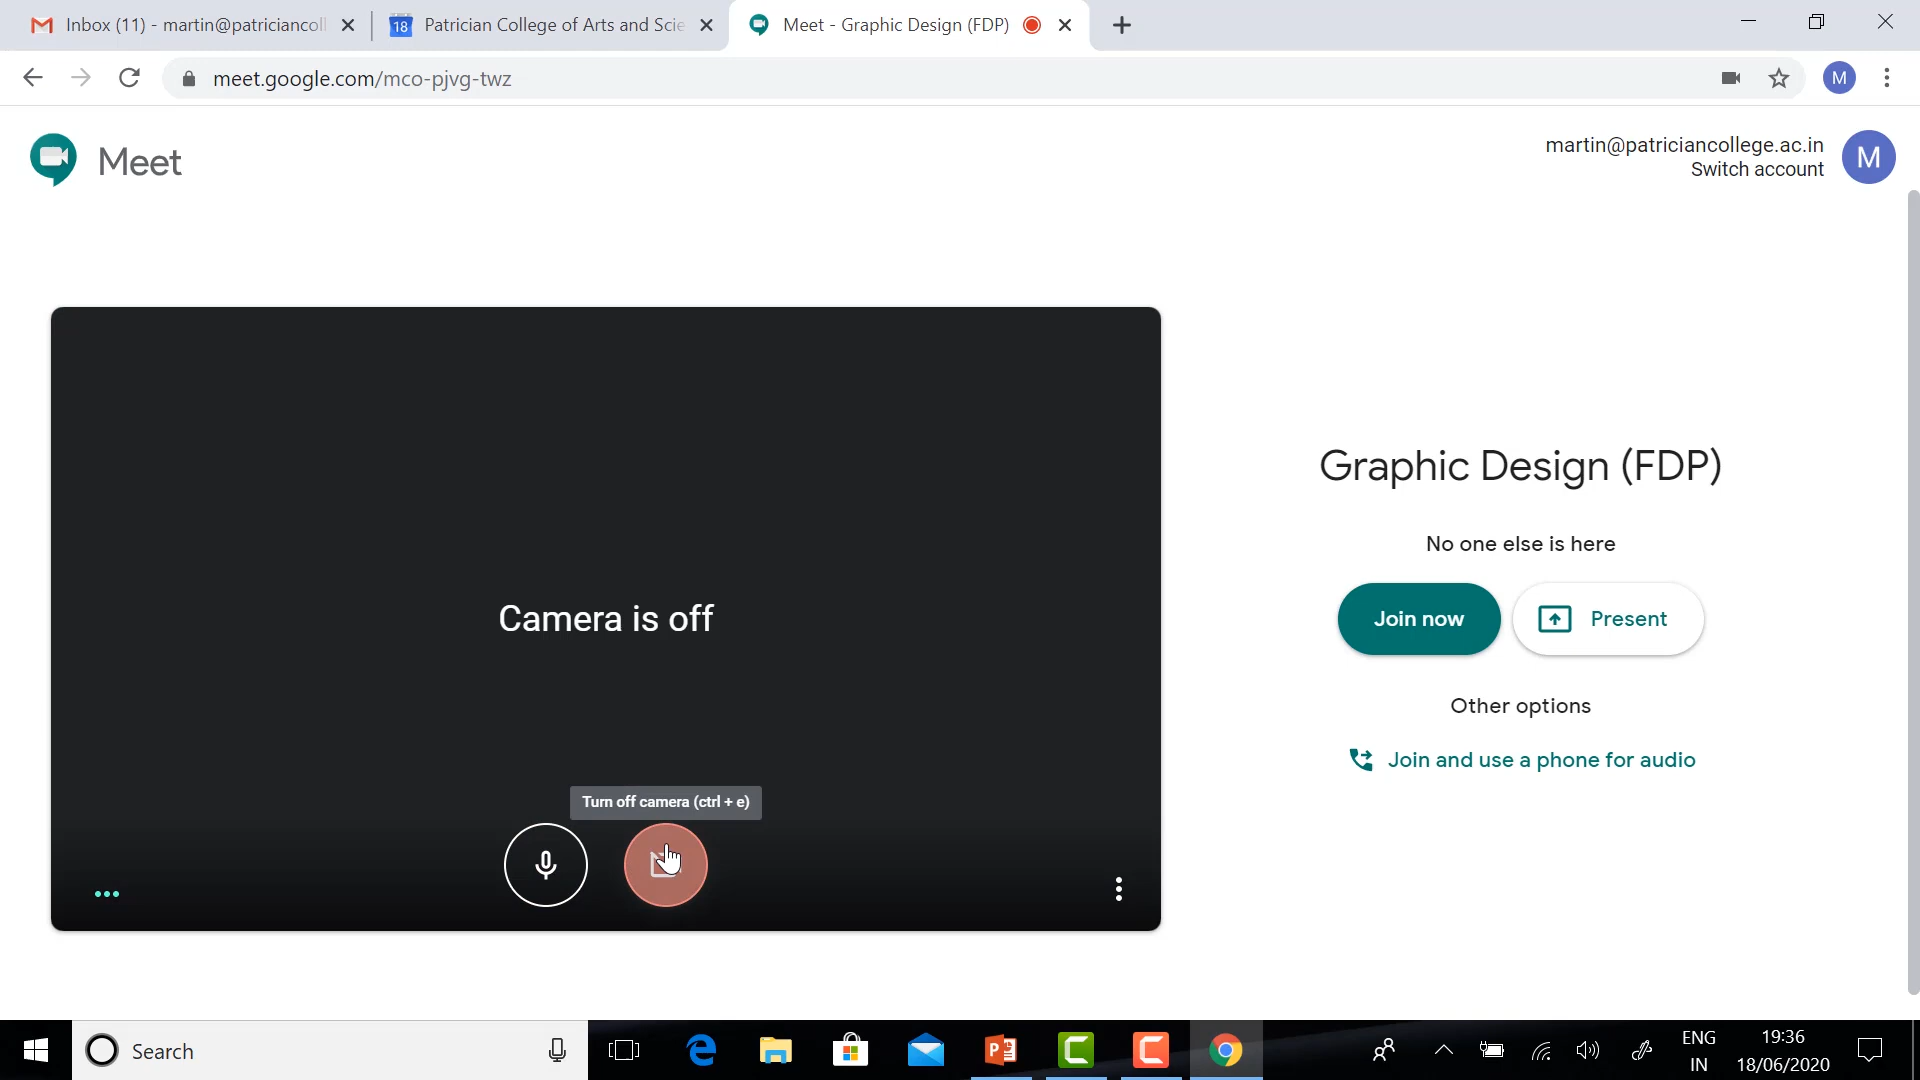 Inbox (11) - martin@patriciancoll
Patrician College of Arts and Scie
Meet - Graphic Design (FDP)
meet.google.com/mco-pjvg-twz
M
Meet
martin@patriciancollege.ac.in
Switch account
M
Camera is off
Graphic Design (FDP)
No one else is here
Join now
Present
Other options
Join and use a phone for audio
Turn off camera (ctrl + e)
Search
ENG
IN
19:36
18/06/2020
18